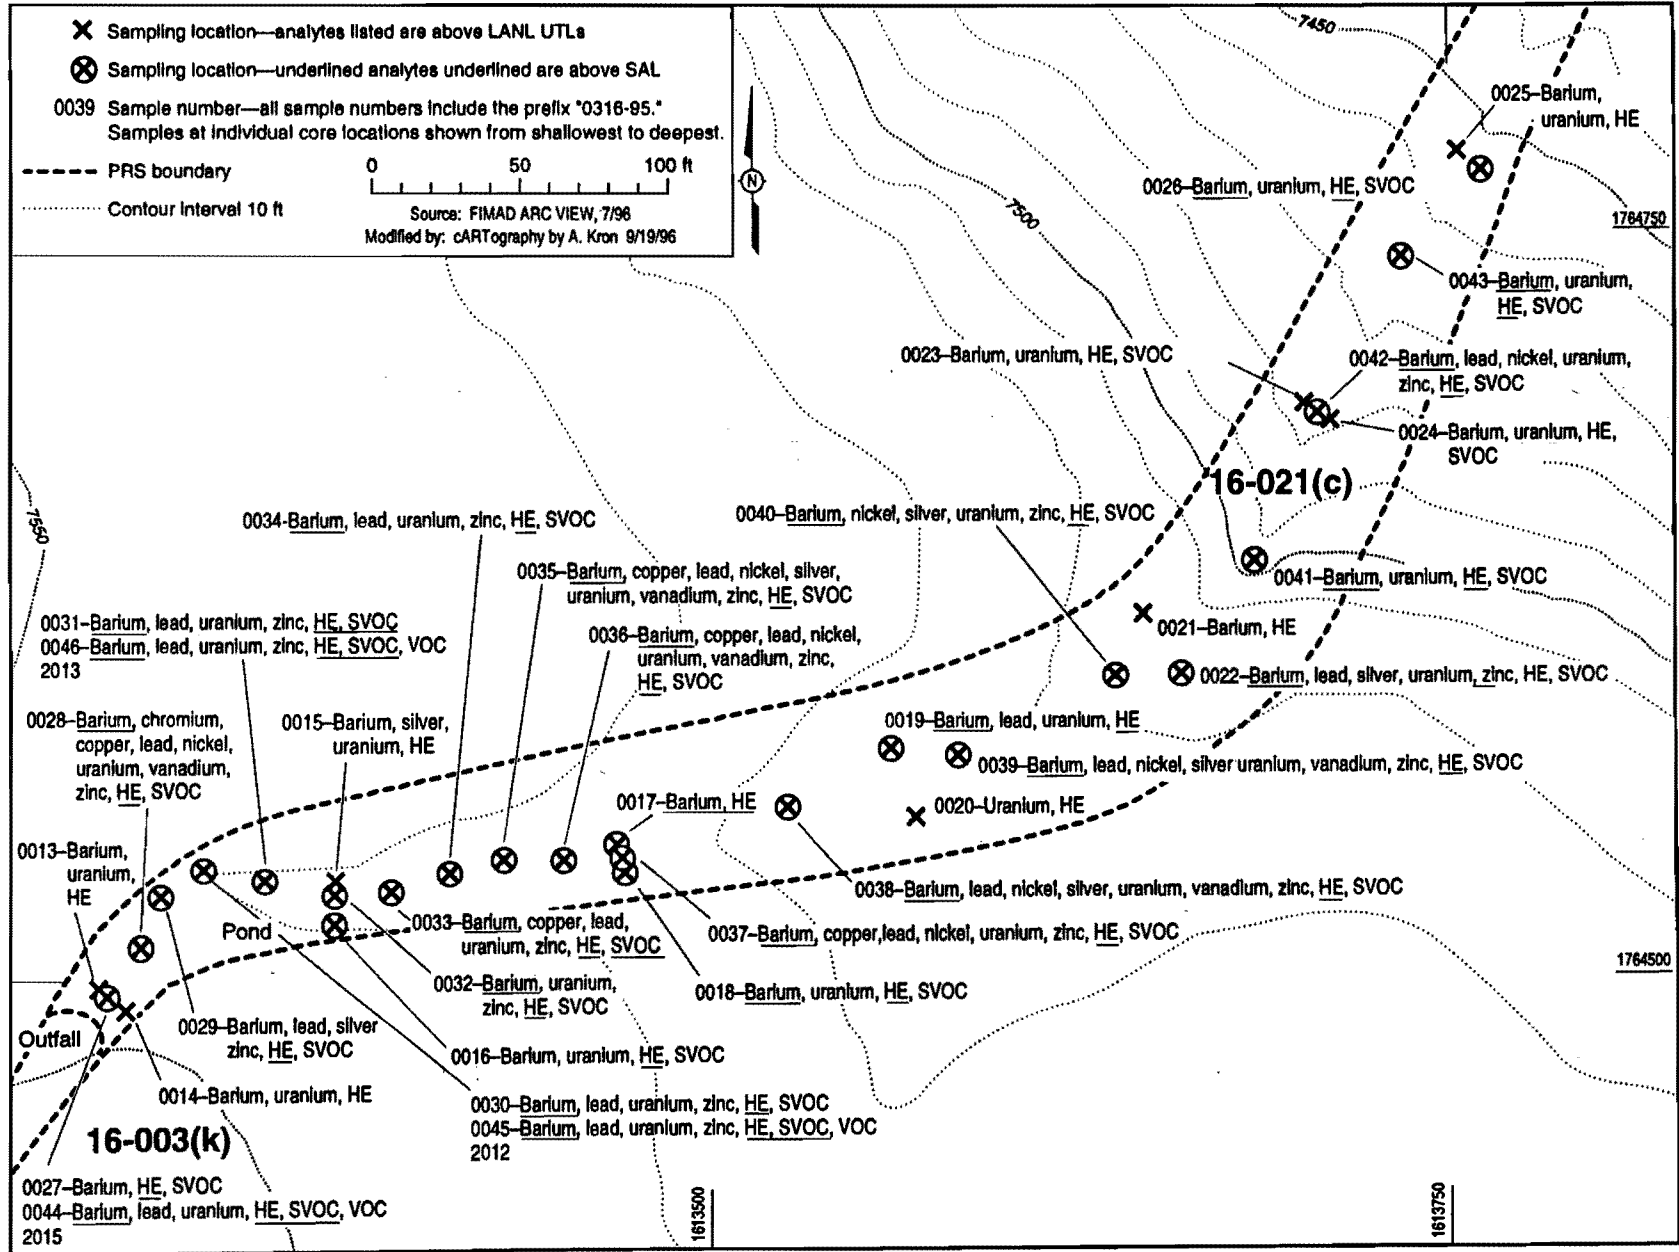 Sampling location—analytes listed are above LANL UTLs
Sampling location—underlined analytes underlined are above SAL
0039 Sample number—all sample numbers include the prefix "0316-95."
Samples at individual core locations shown from shallowest to deepest.
PRS boundary
0 50 100 ft
Contour interval 10 ft
Source: FIMAD ARC VIEW, 7/96
Modified by: cARTography by A. Kron 9/19/96
N
7450
0025–Barium,
uranium, HE
0026–Barium, uranium, HE, SVOC
7500
1764750
0043–Barium, uranium,
HE, SVOC
0023–Barium, uranium, HE, SVOC
0042–Barium, lead, nickel, uranium,
zinc, HE, SVOC
0024–Barium, uranium, HE,
SVOC
16-021(c)
7550
0034-Barium, lead, uranium, zinc, HE, SVOC
0040–Barium, nickel, silver, uranium, zinc, HE, SVOC
0035–Barium, copper, lead, nickel, silver,
uranium, vanadium, zinc, HE, SVOC
0041–Barium, uranium, HE, SVOC
0031–Barium, lead, uranium, zinc, HE, SVOC
0046–Barium, lead, uranium, zinc, HE, SVOC, VOC
2013
0036–Barium, copper, lead, nickel,
uranium, vanadium, zinc,
HE, SVOC
0021–Barium, HE
0022–Barium, lead, silver, uranium, zinc, HE, SVOC
0028–Barium, chromium,
copper, lead, nickel,
uranium, vanadium,
zinc, HE, SVOC
0015–Barium, silver,
uranium, HE
0019–Barium, lead, uranium, HE
0039–Barium, lead, nickel, silver uranium, vanadium, zinc, HE, SVOC
0017–Barium, HE
0020–Uranium, HE
0013–Barium,
uranium,
HE
0038–Barium, lead, nickel, silver, uranium, vanadium, zinc, HE, SVOC
Pond
0033–Barium, copper, lead,
uranium, zinc, HE, SVOC
0037–Barium, copper,lead, nickel, uranium, zinc, HE, SVOC
1764500
0032–Barium, uranium,
zinc, HE, SVOC
0018–Barium, uranium, HE, SVOC
Outfall
0029–Barium, lead, silver
zinc, HE, SVOC
0016–Barium, uranium, HE, SVOC
0014–Barium, uranium, HE
0030–Barium, lead, uranium, zinc, HE, SVOC
0045–Barium, lead, uranium, zinc, HE, SVOC, VOC
2012
16-003(k)
0027–Barium, HE, SVOC
0044–Barium, lead, uranium, HE, SVOC, VOC
2015
1613500
1613750